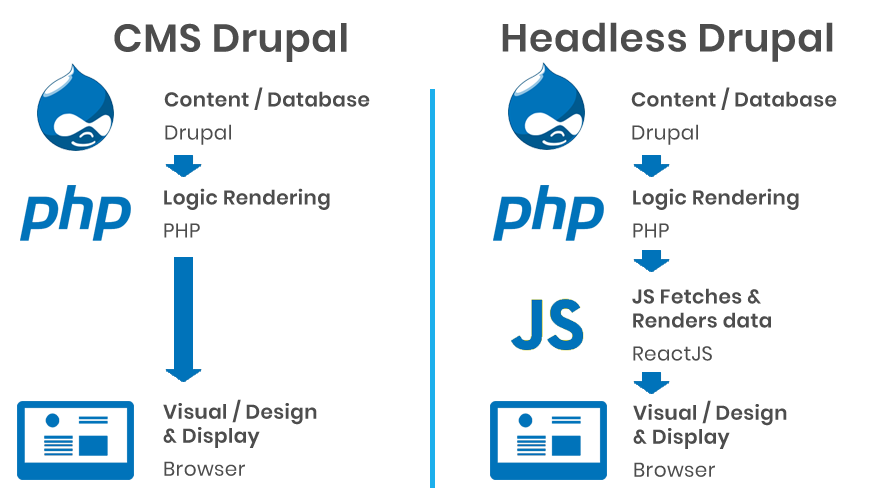 CMS Drupal
Content / Database
Drupal
php
Logic Rendering
PHP
Visual / Design
& Display
Browser
Headless Drupal
Content / Database
Drupal
php
Logic Rendering
PHP
JS
JS Fetches &
Renders data
ReactJS
Visual / Design
& Display
Browser